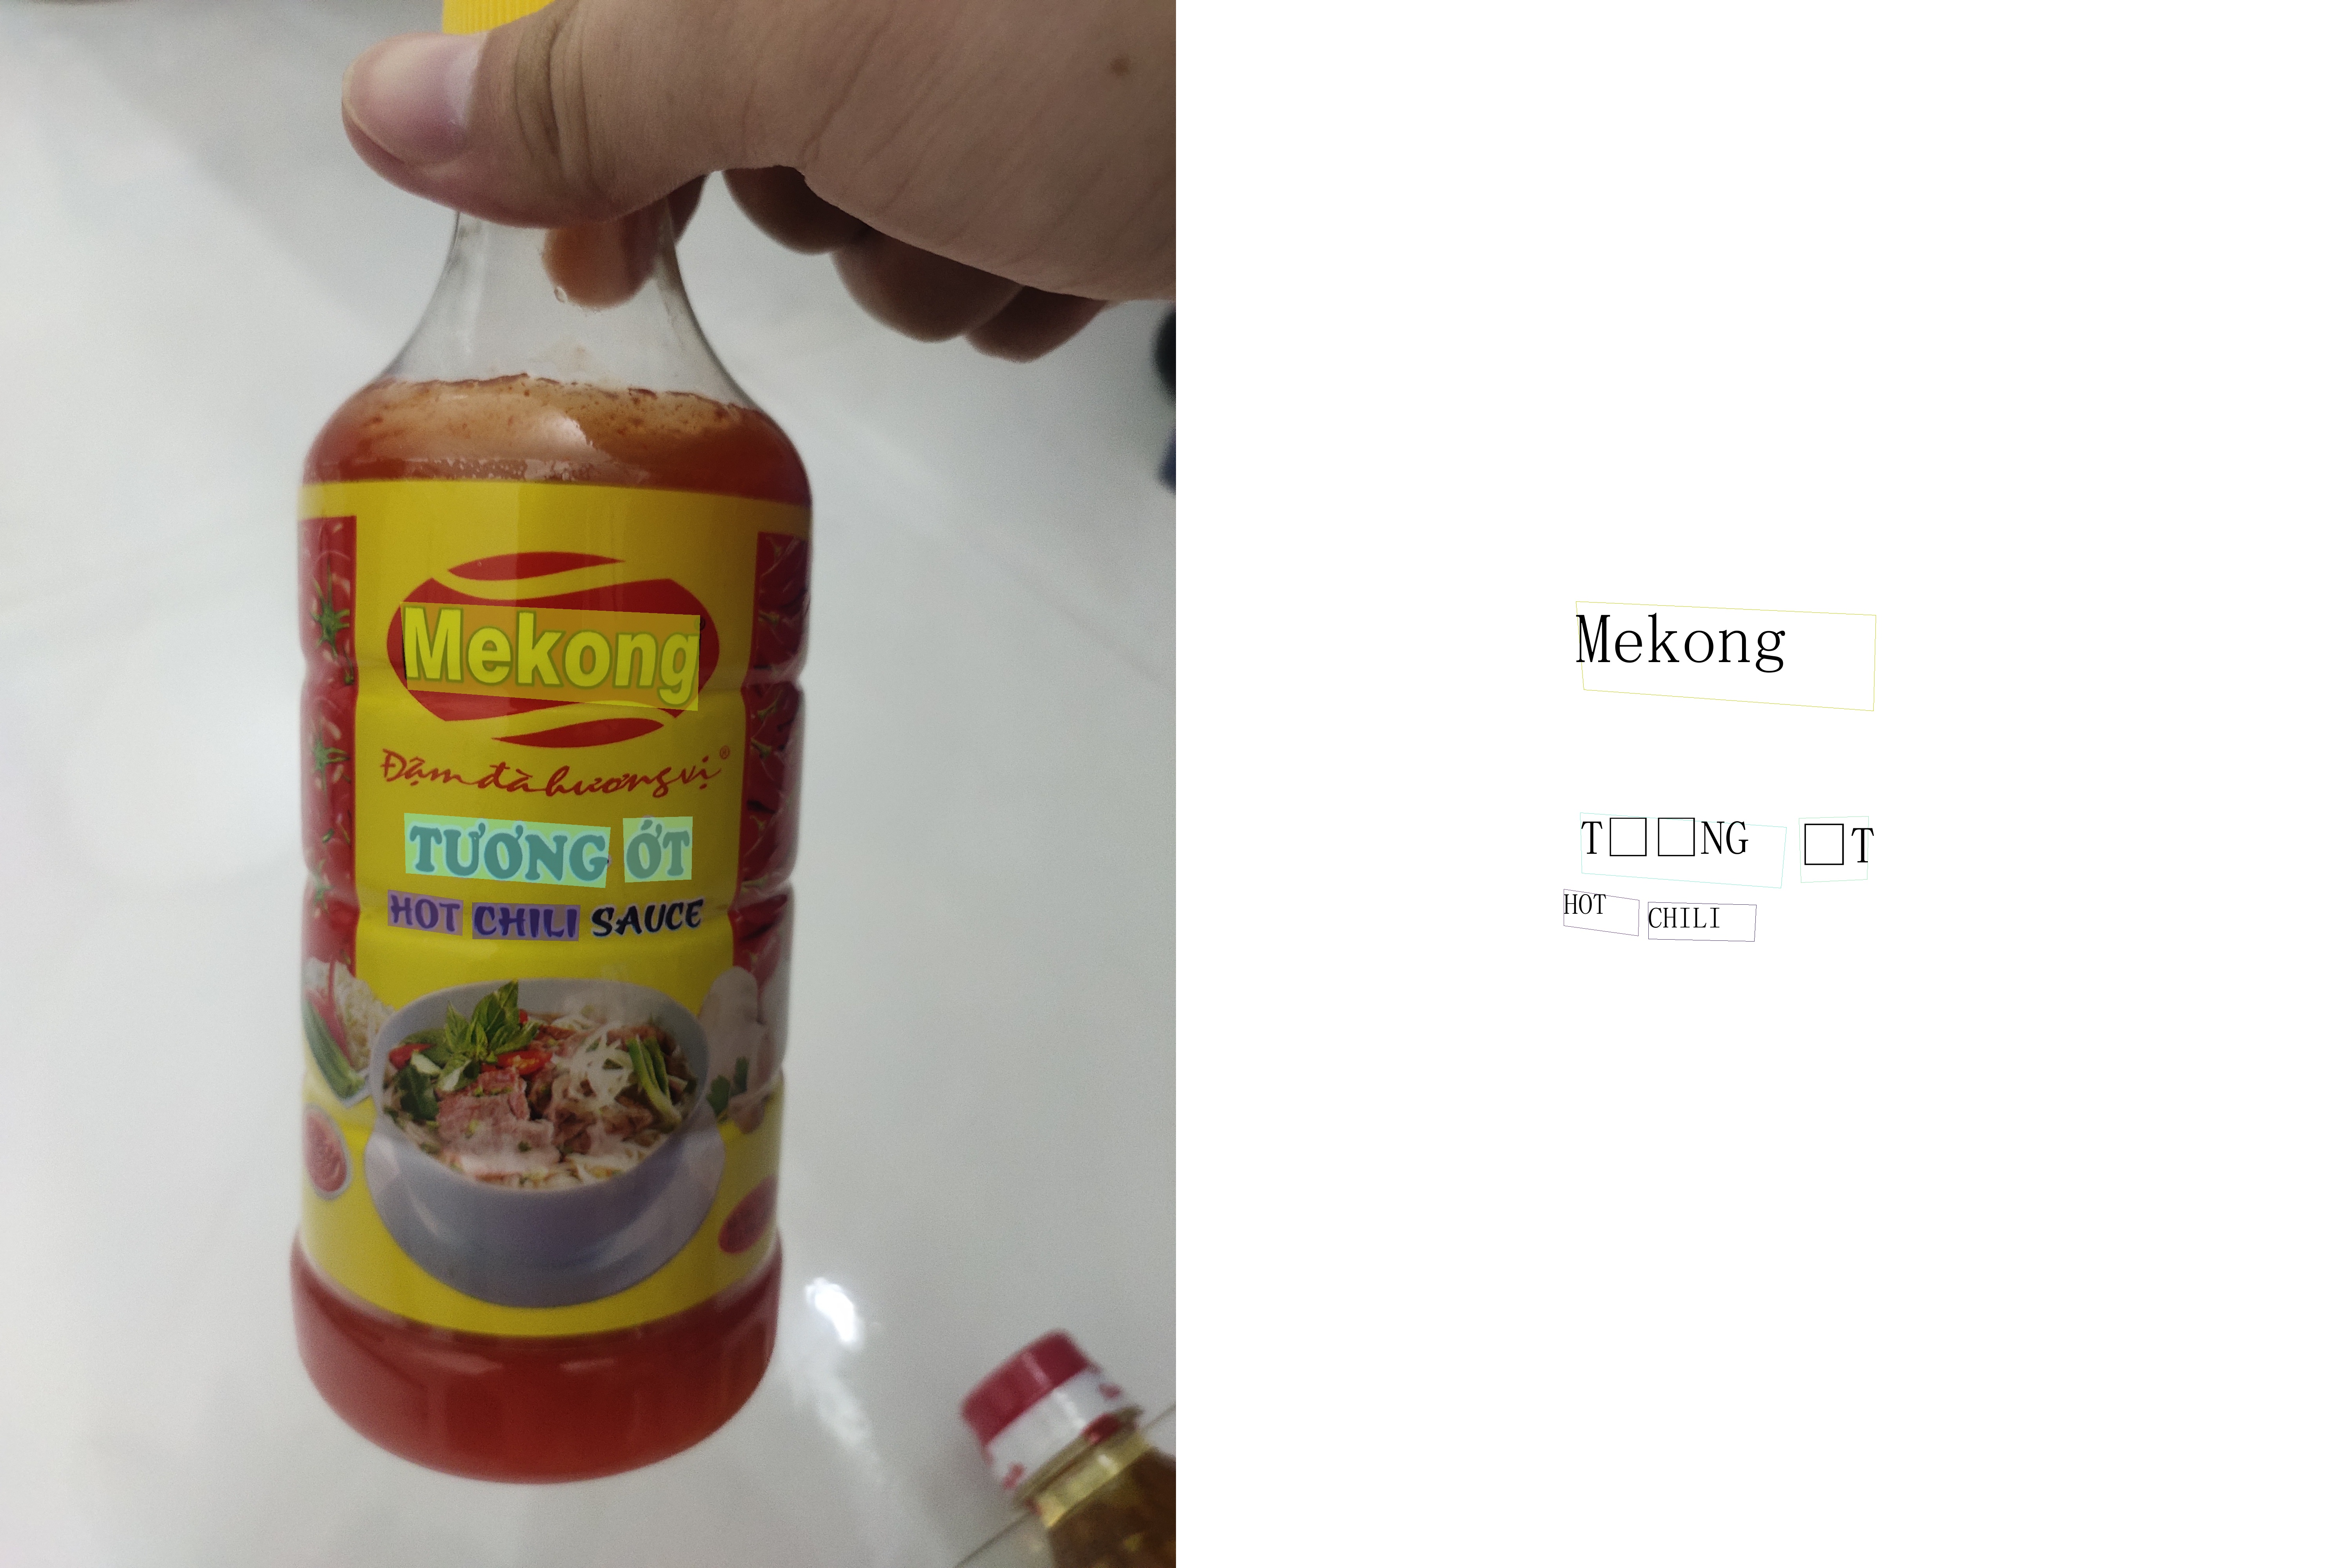 Mekong®
Đậm đà hương vị®
TƯƠNG ỚT
HOT CHILI SAUCE
Mekong
T□□NG □T
HOT CHILI